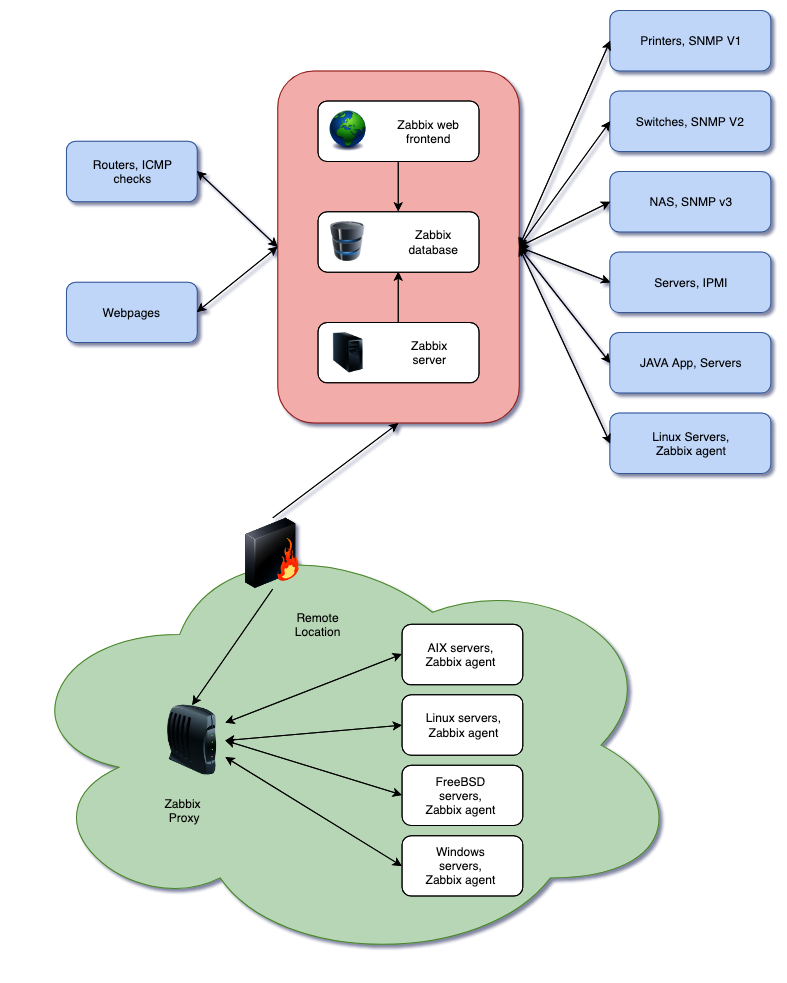 Printers, SNMP V1
Zabbix web
frontend
Switches, SNMP V2
Routers, ICMP
checks
NAS, SNMP v3
Zabbix
database
Servers, IPMI
Webpages
Zabbix
server
JAVA App, Servers
Linux Servers,
Zabbix agent
Remote
Location
AIX servers,
Zabbix agent
Linux servers,
Zabbix agent
FreeBSD
servers,
Zabbix agent
Zabbix
Proxy
Windows
servers,
Zabbix agent